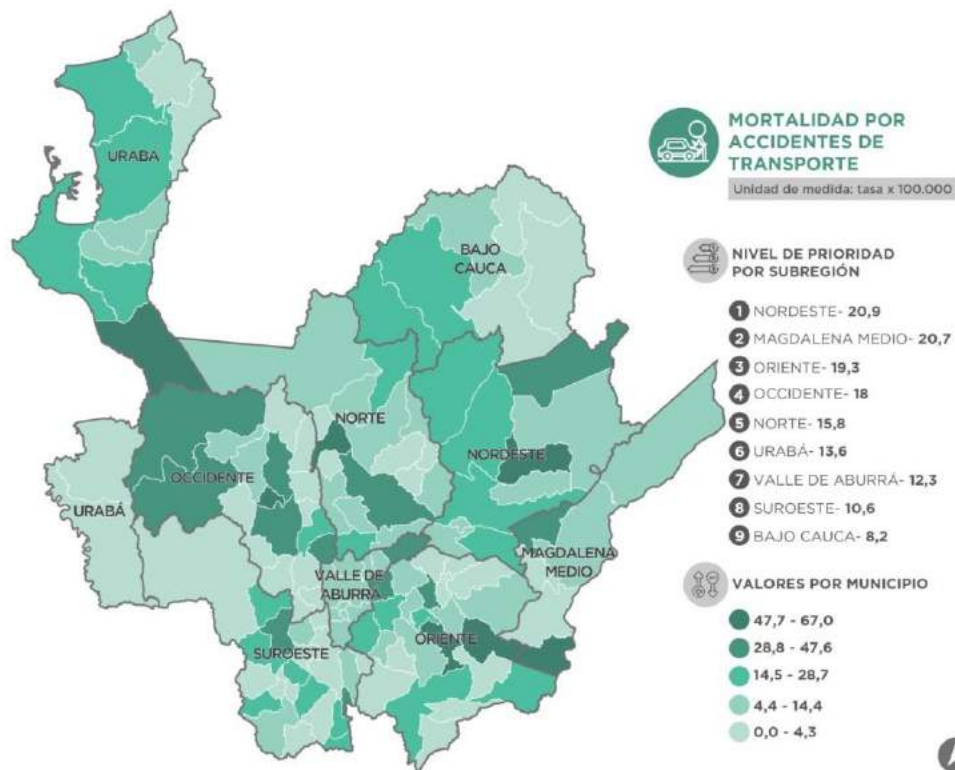 MORTALIDAD POR
ACCIDENTES DE
TRANSPORTE
Unidad de medida: tasa x 100.000
NIVEL DE PRIORIDAD
POR SUBREGIÓN
1 NORDESTE- 20,9
2 MAGDALENA MEDIO- 20,7
3 ORIENTE- 19,3
4 OCCIDENTE- 18
5 NORTE- 15,8
6 URABÁ- 13,6
7 VALLE DE ABURRÁ- 12,3
8 SUROESTE- 10,6
9 BAJO CAUCA- 8,2
VALORES POR MUNICIPIO
47,7 - 67,0
28,8 - 47,6
14,5 - 28,7
4,4 - 14,4
0,0 - 4,3
URABA
BAJO
CAUCA
NORTE
NORDESTE
OCCIDENTE
URABÁ
MAGDALENA
MEDIO
VALLE DE
ABURRA
ORIENTE
SUROESTE